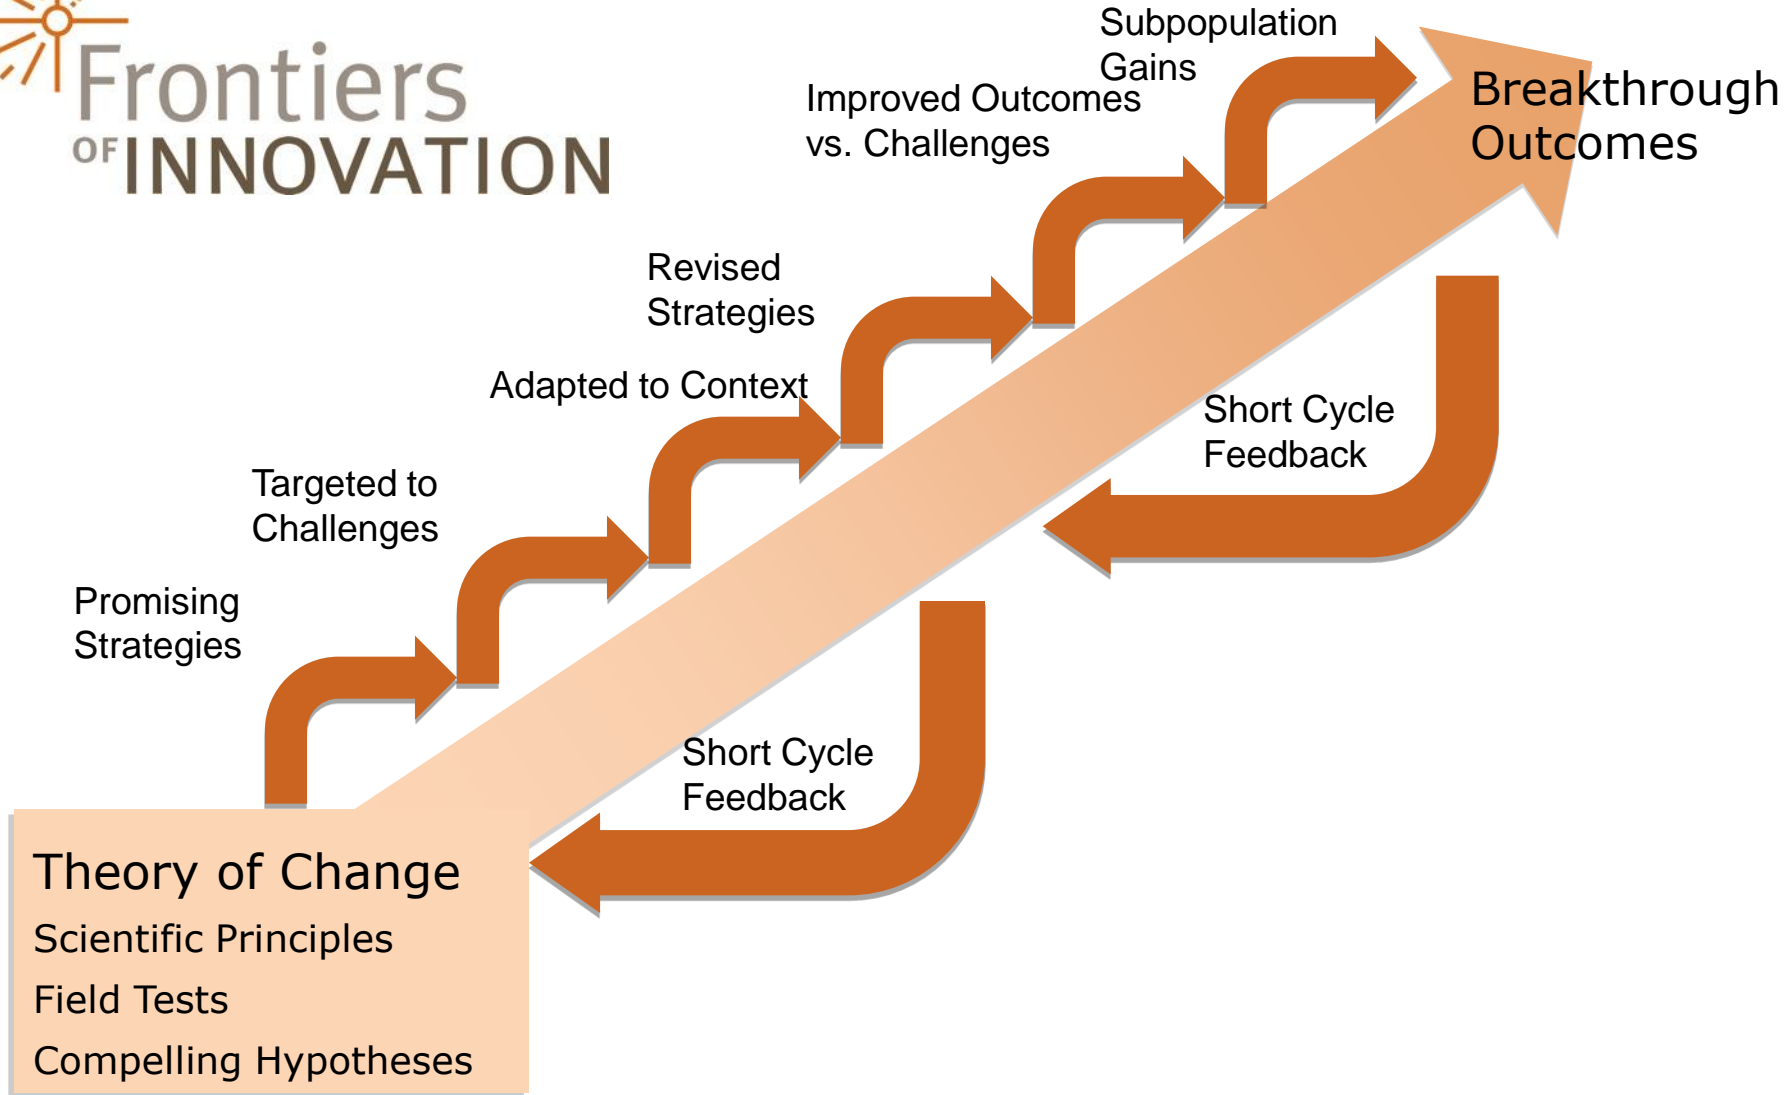 Frontiers
OF INNOVATION
Subpopulation
Gains
Improved Outcomes
vs. Challenges
Breakthrough
Outcomes
Revised
Strategies
Adapted to Context
Short Cycle
Feedback
Targeted to
Challenges
Promising
Strategies
Short Cycle
Feedback
Theory of Change
Scientific Principles
Field Tests
Compelling Hypotheses